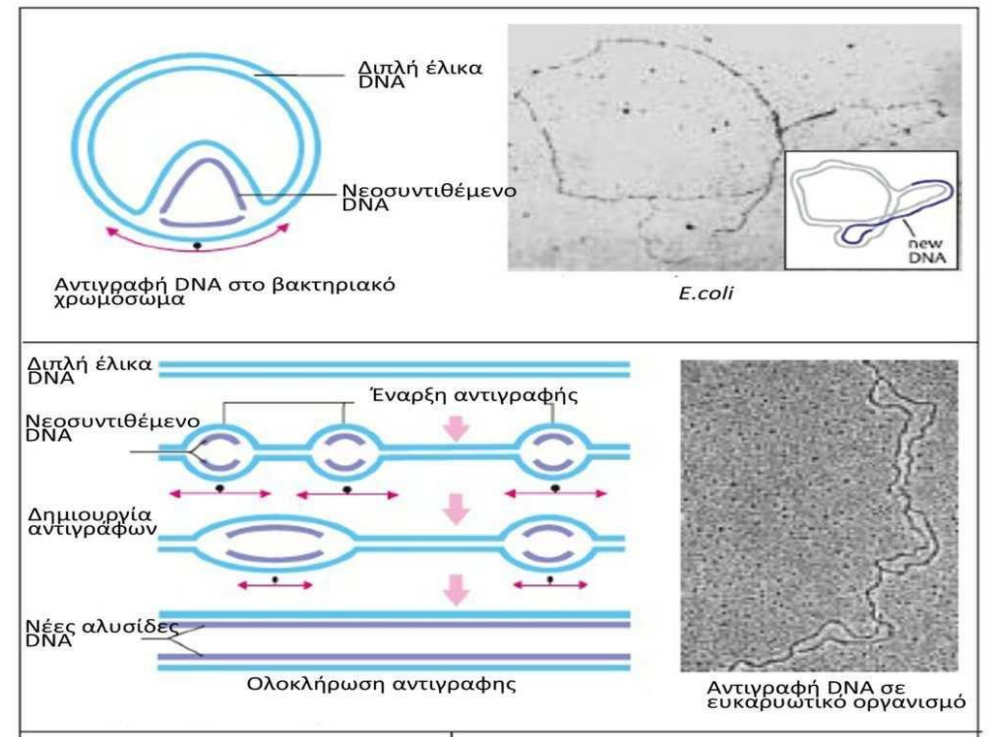 Διπλή έλικα
DNA
Νεοσυντιθέμενο
DNA
Αντιγραφή DNA στο βακτηριακό
χρωμόσωμα
new
DNA
E.coli
Διπλή έλικα
DNA
Έναρξη αντιγραφής
Νεοσυντιθέμενο
DNA
Δημιουργία
αντιγράφων
Νέες αλυσίδες
DNA
Ολοκλήρωση αντιγραφης
Αντιγραφή DNA σε
ευκαρυωτικό οργανισμό